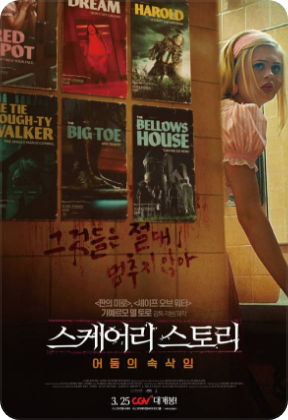 RED SPOT
DREAM
HAROLD
THE TIE
DOUGH-TY
WALKER
THE
BIG TOE
THE
BELLOWS
HOUSE
그것들은 절대
멈추지 않아
<판의 미로>, <셰이프 오브 워터>
기예르모 델 토로
스케어리 스토리
어둠의 속삭임
3.25 CGV 대개봉!